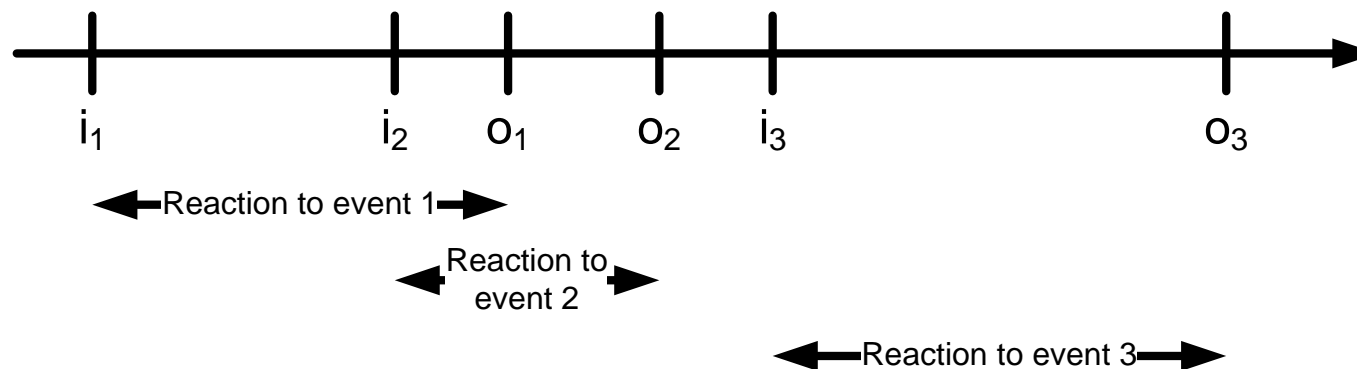 i₁ i₂ o₁ o₂ i₃ o₃
Reaction to event 1
Reaction to
event 2
Reaction to event 3